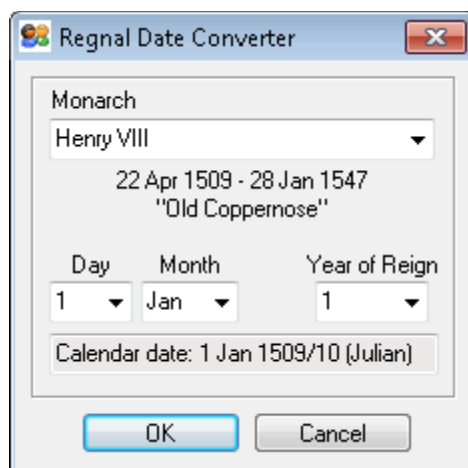 Regnal Date Converter
Monarch
Henry VIII
22 Apr 1509 - 28 Jan 1547
"Old Coppernose"
Day Month Year of Reign
1 Jan 1
Calendar date: 1 Jan 1509/10 (Julian)
OK Cancel